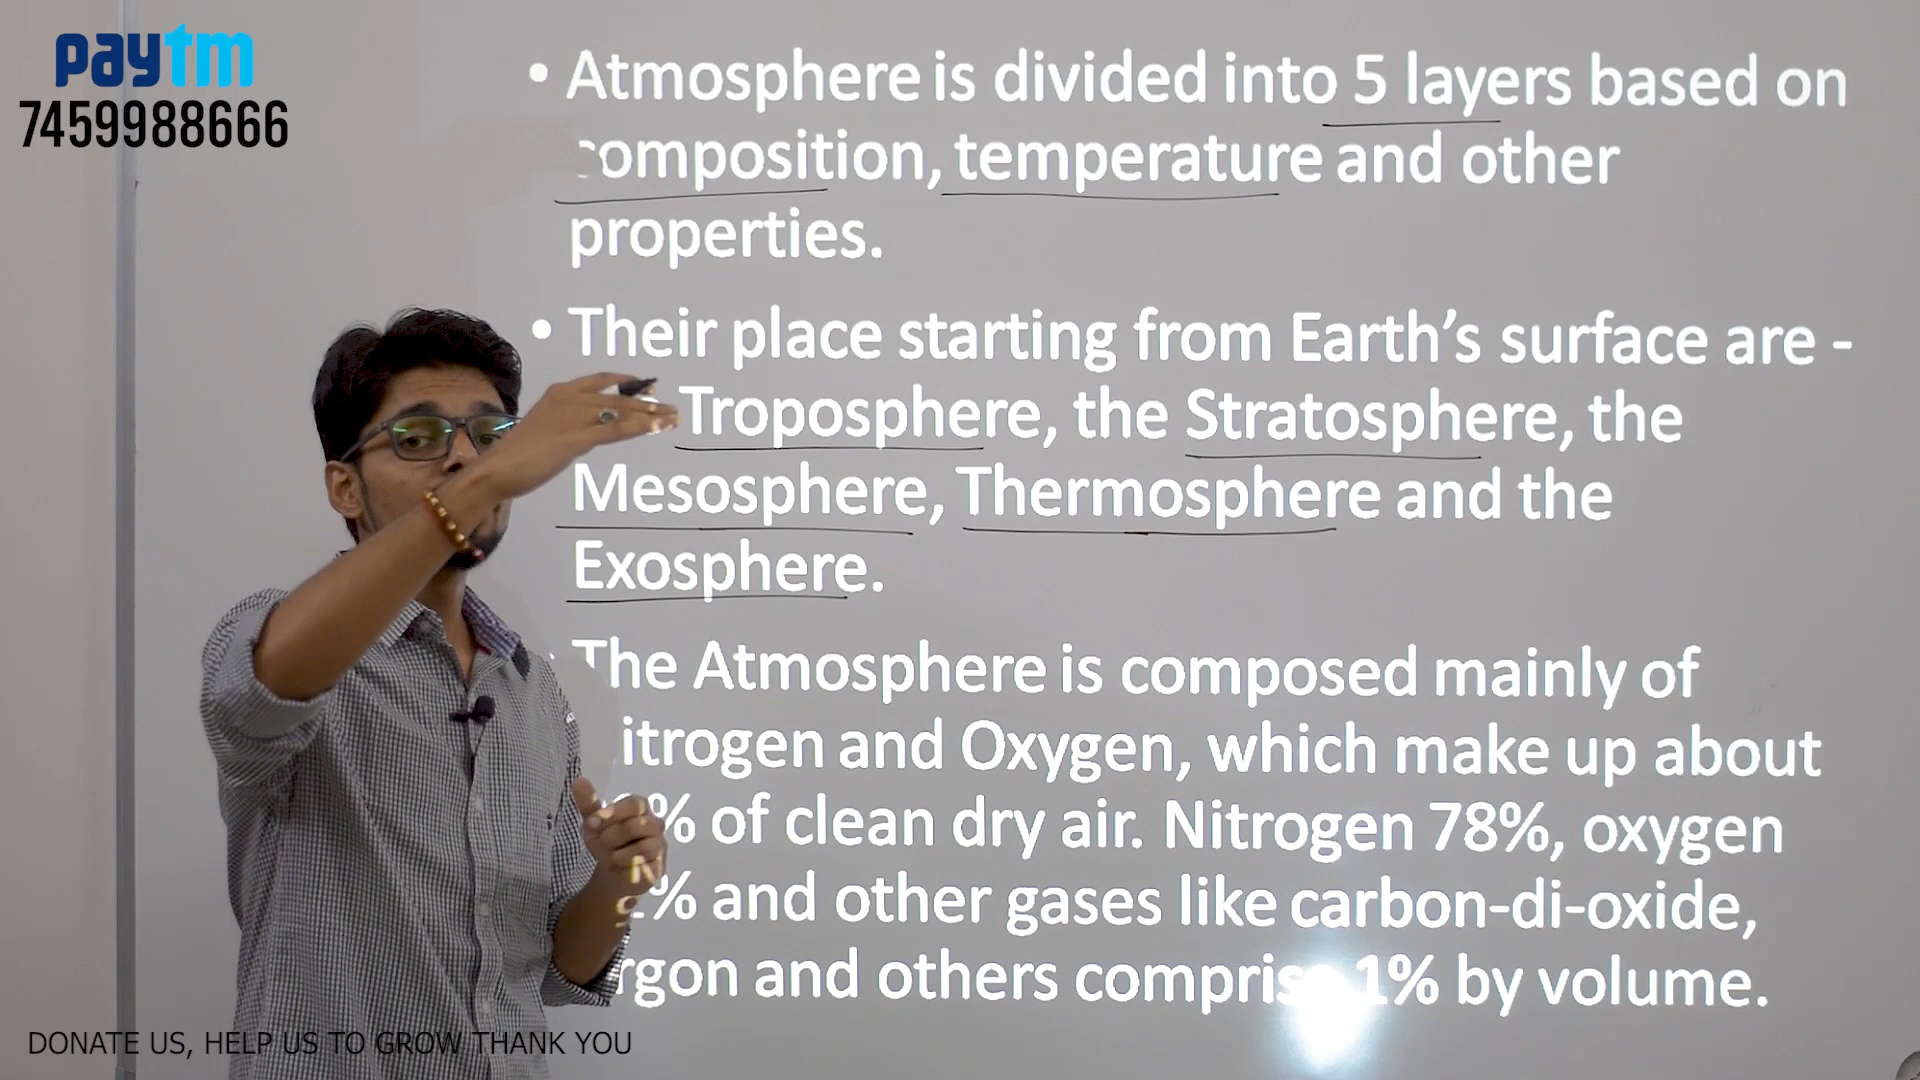 paytm
7459988666
• Atmosphere is divided into 5 layers based on
composition, temperature and other
properties.
• Their place starting from Earth’s surface are -
Troposphere, the Stratosphere, the
Mesosphere, Thermosphere and the
Exosphere.
The Atmosphere is composed mainly of
itrogen and Oxygen, which make up about
% of clean dry air. Nitrogen 78%, oxygen
% and other gases like carbon-di-oxide,
rgon and others comprise 1% by volume.
DONATE US, HELP US TO GROW THANK YOU